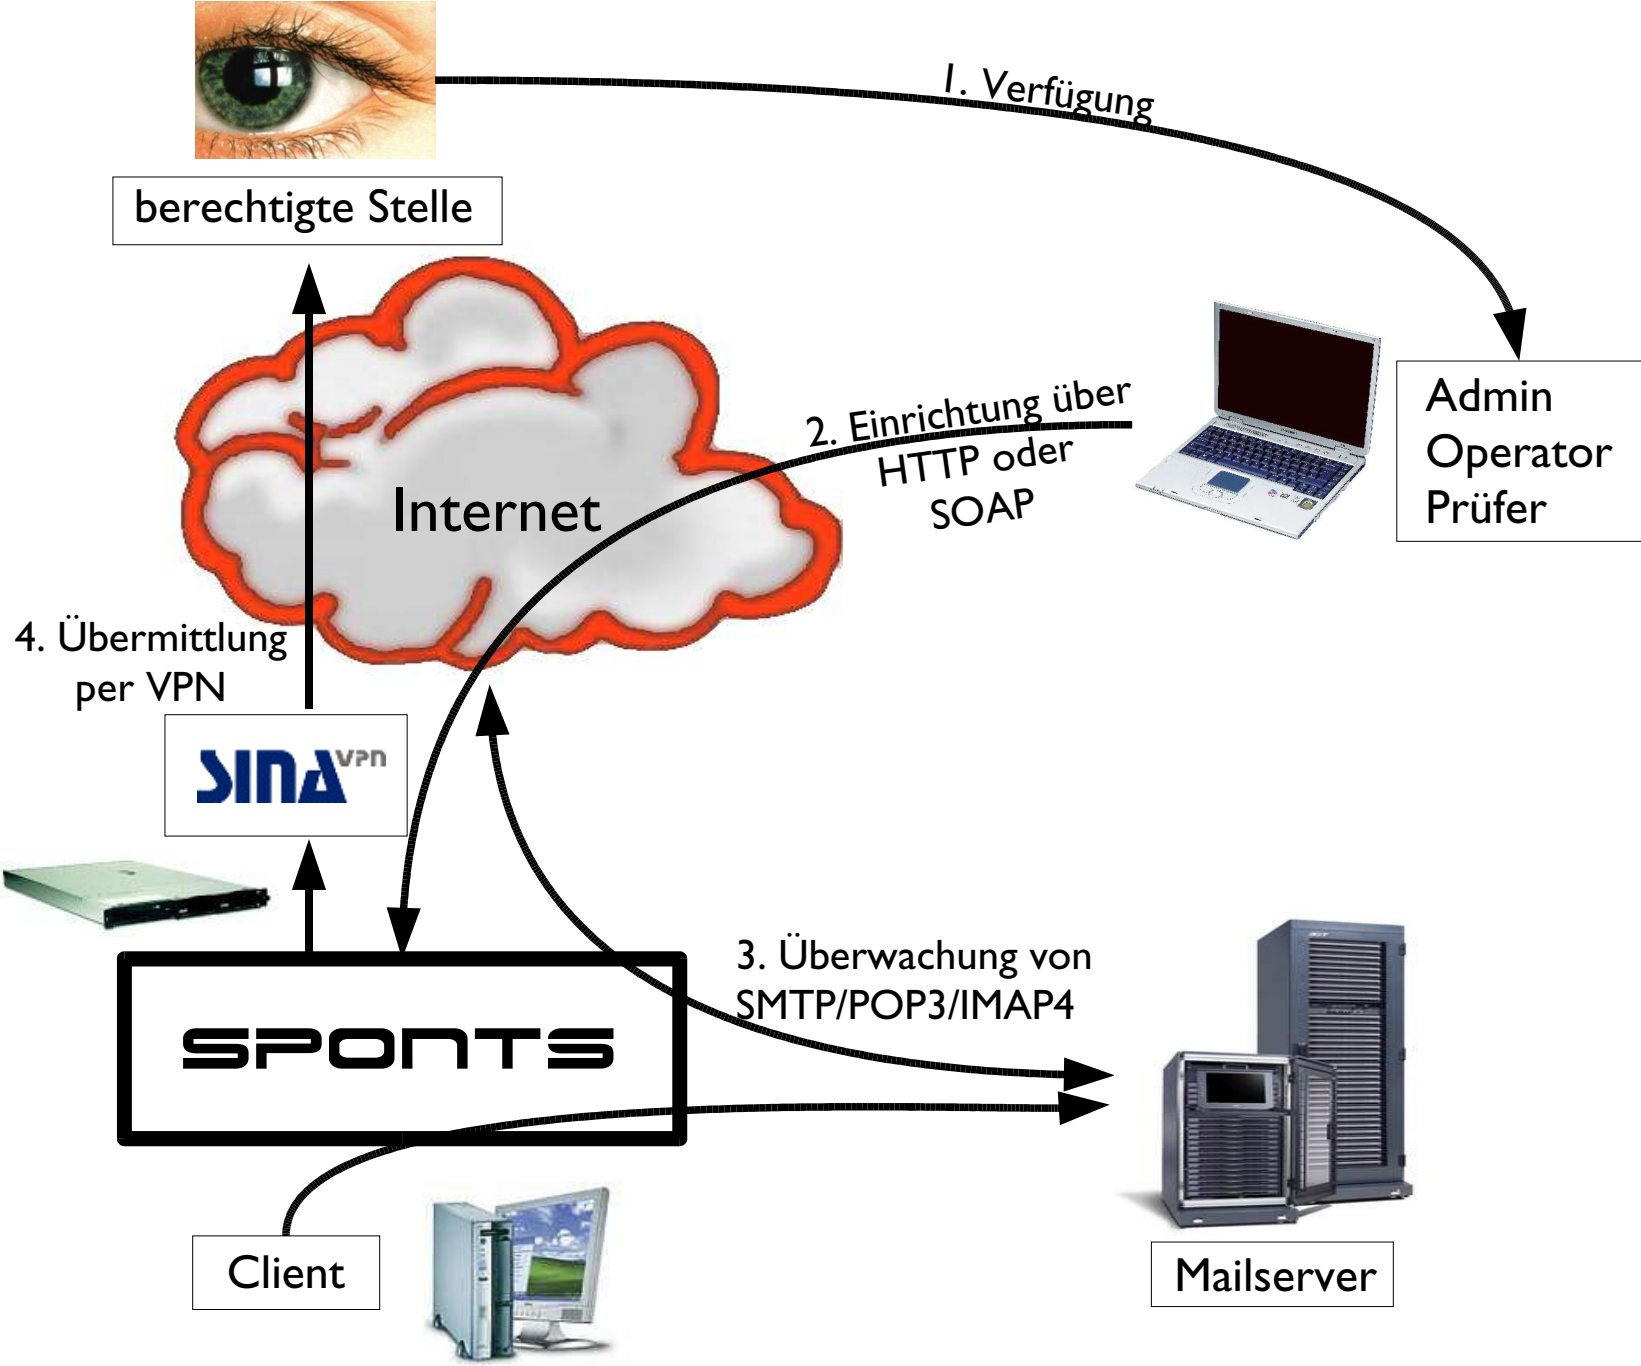 1. Verfügung
berechtigte Stelle
Admin
Operator
Prüfer
2. Einrichtung über
HTTP oder
SOAP
Internet
4. Übermittlung
per VPN
SINA VPN
3. Überwachung von
SMTP/POP3/IMAP4
SPONTS
Client
Mailserver